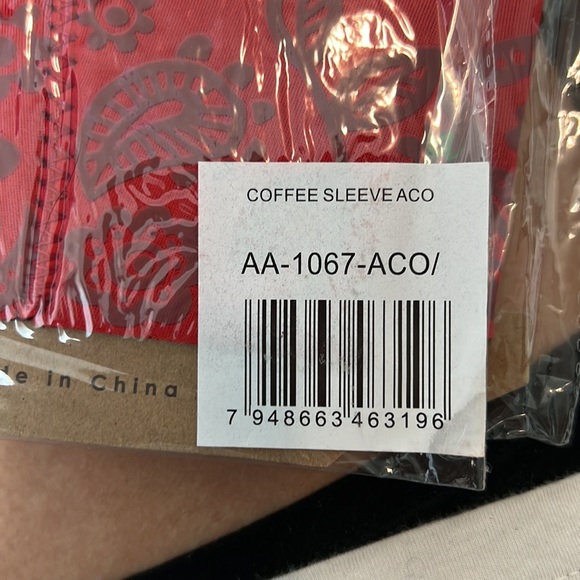 COFFEE SLEEVE ACO
AA-1067-ACO/
7 948663 463196
in China